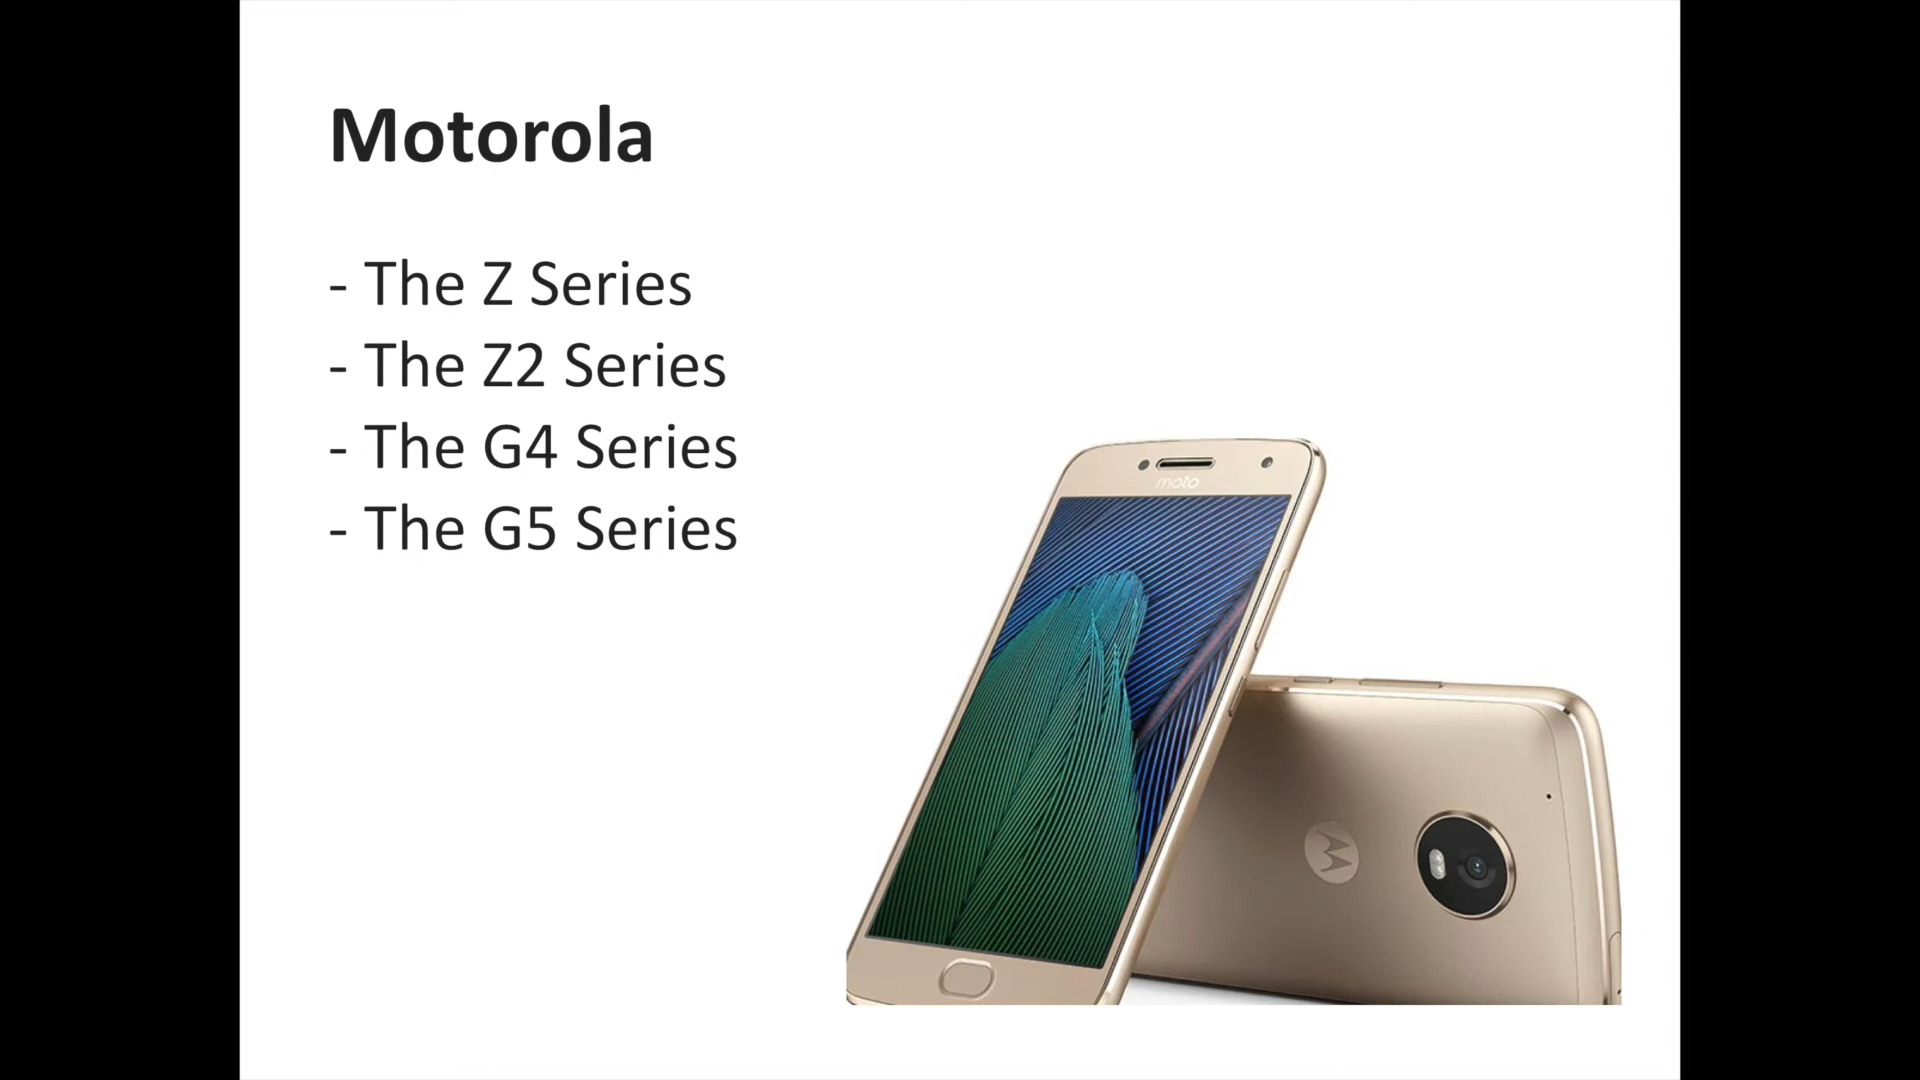 Motorola
- The Z Series
- The Z2 Series
- The G4 Series
- The G5 Series
moto